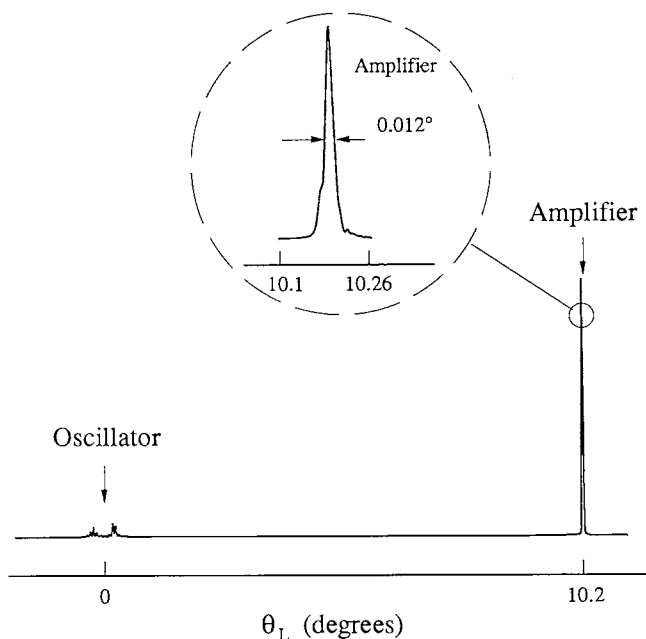 Amplifier
0.012°
10.1 10.26
Amplifier
Oscillator
0 10.2
θL (degrees)